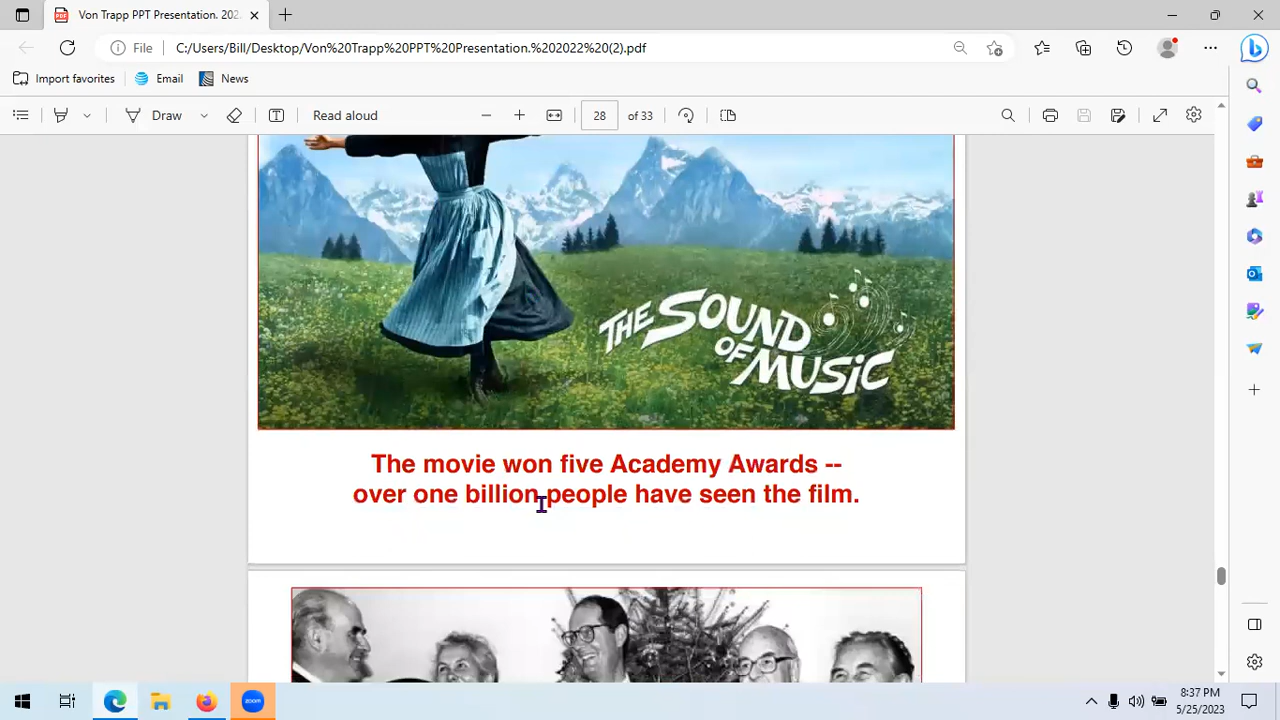 Von Trapp PPT Presentation. 202
File
C:/Users/Bill/Desktop/Von%20Trapp%20PPT%20Presentation.%202022%20(2).pdf
Import favorites
Email
News
Draw
Read aloud
28
of 33
THE SOUND
OF MUSIC
The movie won five Academy Awards --
over one billion people have seen the film.
zoom
8:37 PM
5/25/2023